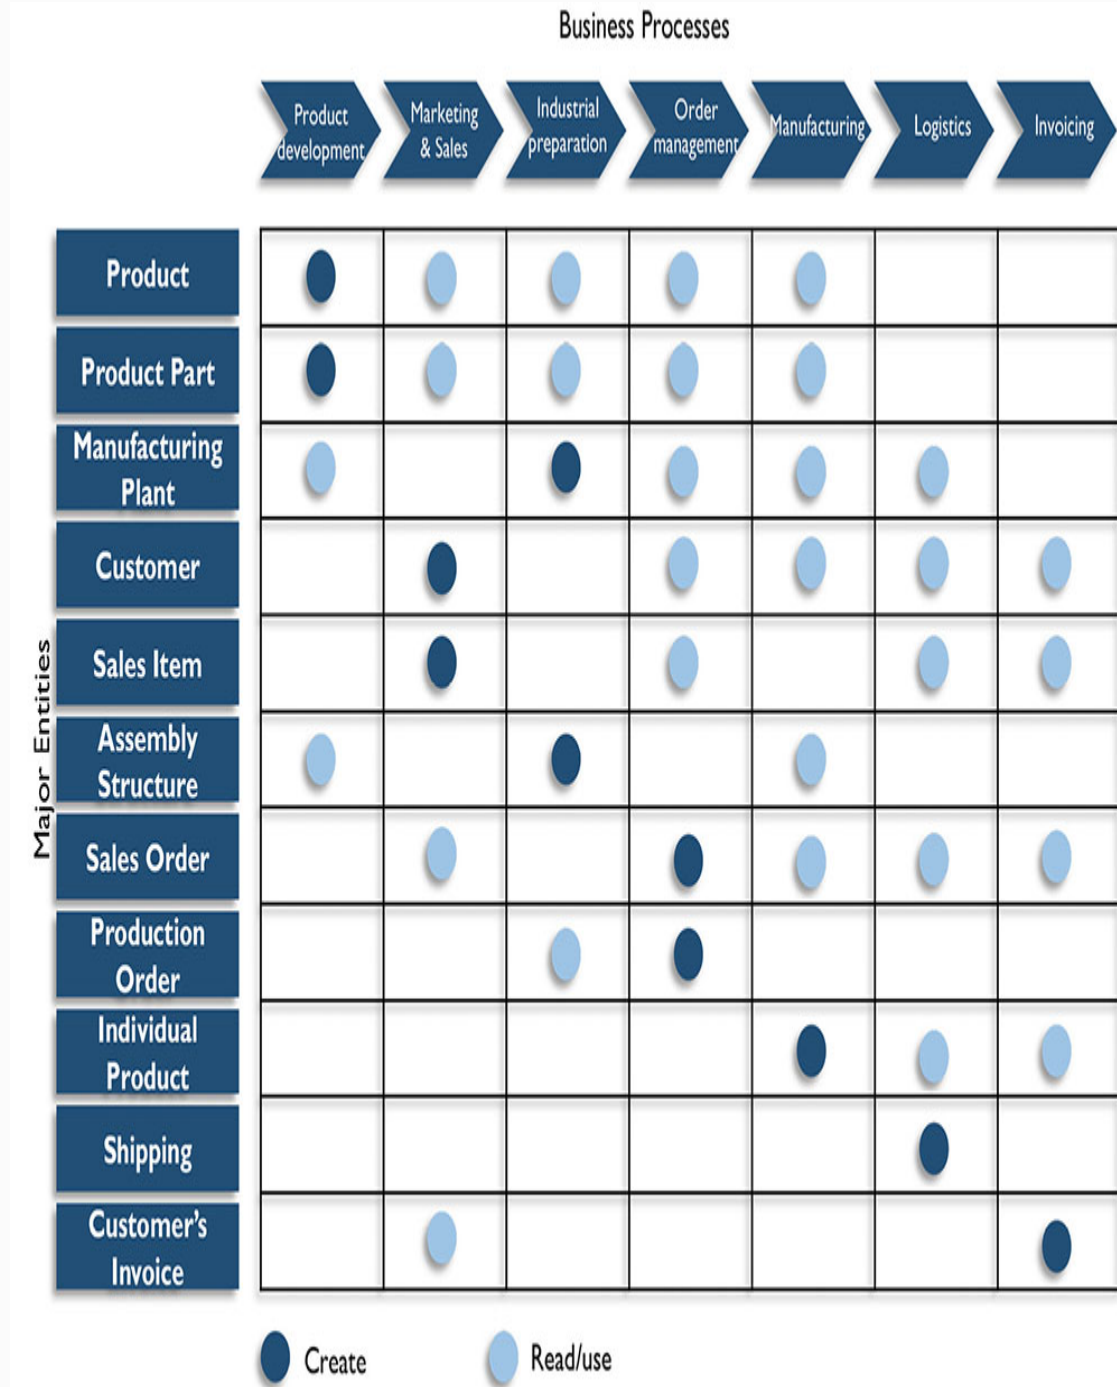 Business Processes
Product
development
Marketing
& Sales
Industrial
preparation
Order
management
Manufacturing
Logistics
Invoicing
Major Entities
Product
Product Part
Manufacturing
Plant
Customer
Sales Item
Assembly
Structure
Sales Order
Production
Order
Individual
Product
Shipping
Customer’s
Invoice
Create
Read/use